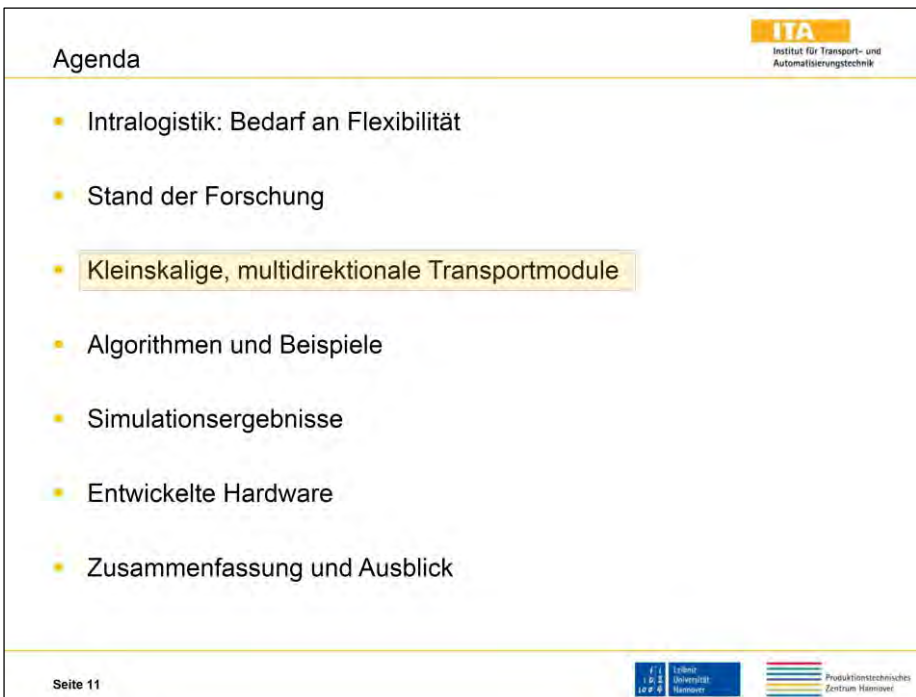 Agenda
ITA
Institut für Transport- und
Automatisierungstechnik
Intralogistik: Bedarf an Flexibilität
Stand der Forschung
Kleinskalige, multidirektionale Transportmodule
Algorithmen und Beispiele
Simulationsergebnisse
Entwickelte Hardware
Zusammenfassung und Ausblick
Seite 11
Leibniz
Universität
Hannover
Produktionstechnisches
Zentrum Hannover